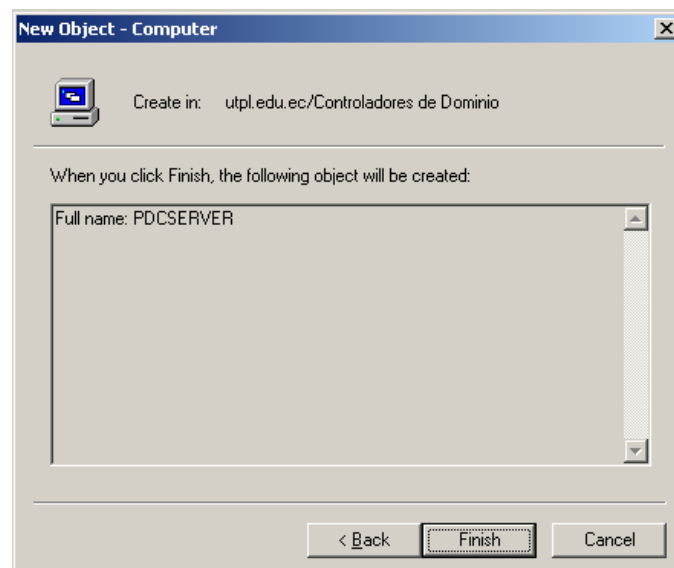 New Object - Computer
Create in: utpl.edu.ec/Controladores de Dominio
When you click Finish, the following object will be created:
Full name: PDCSERVER
< Back Finish Cancel